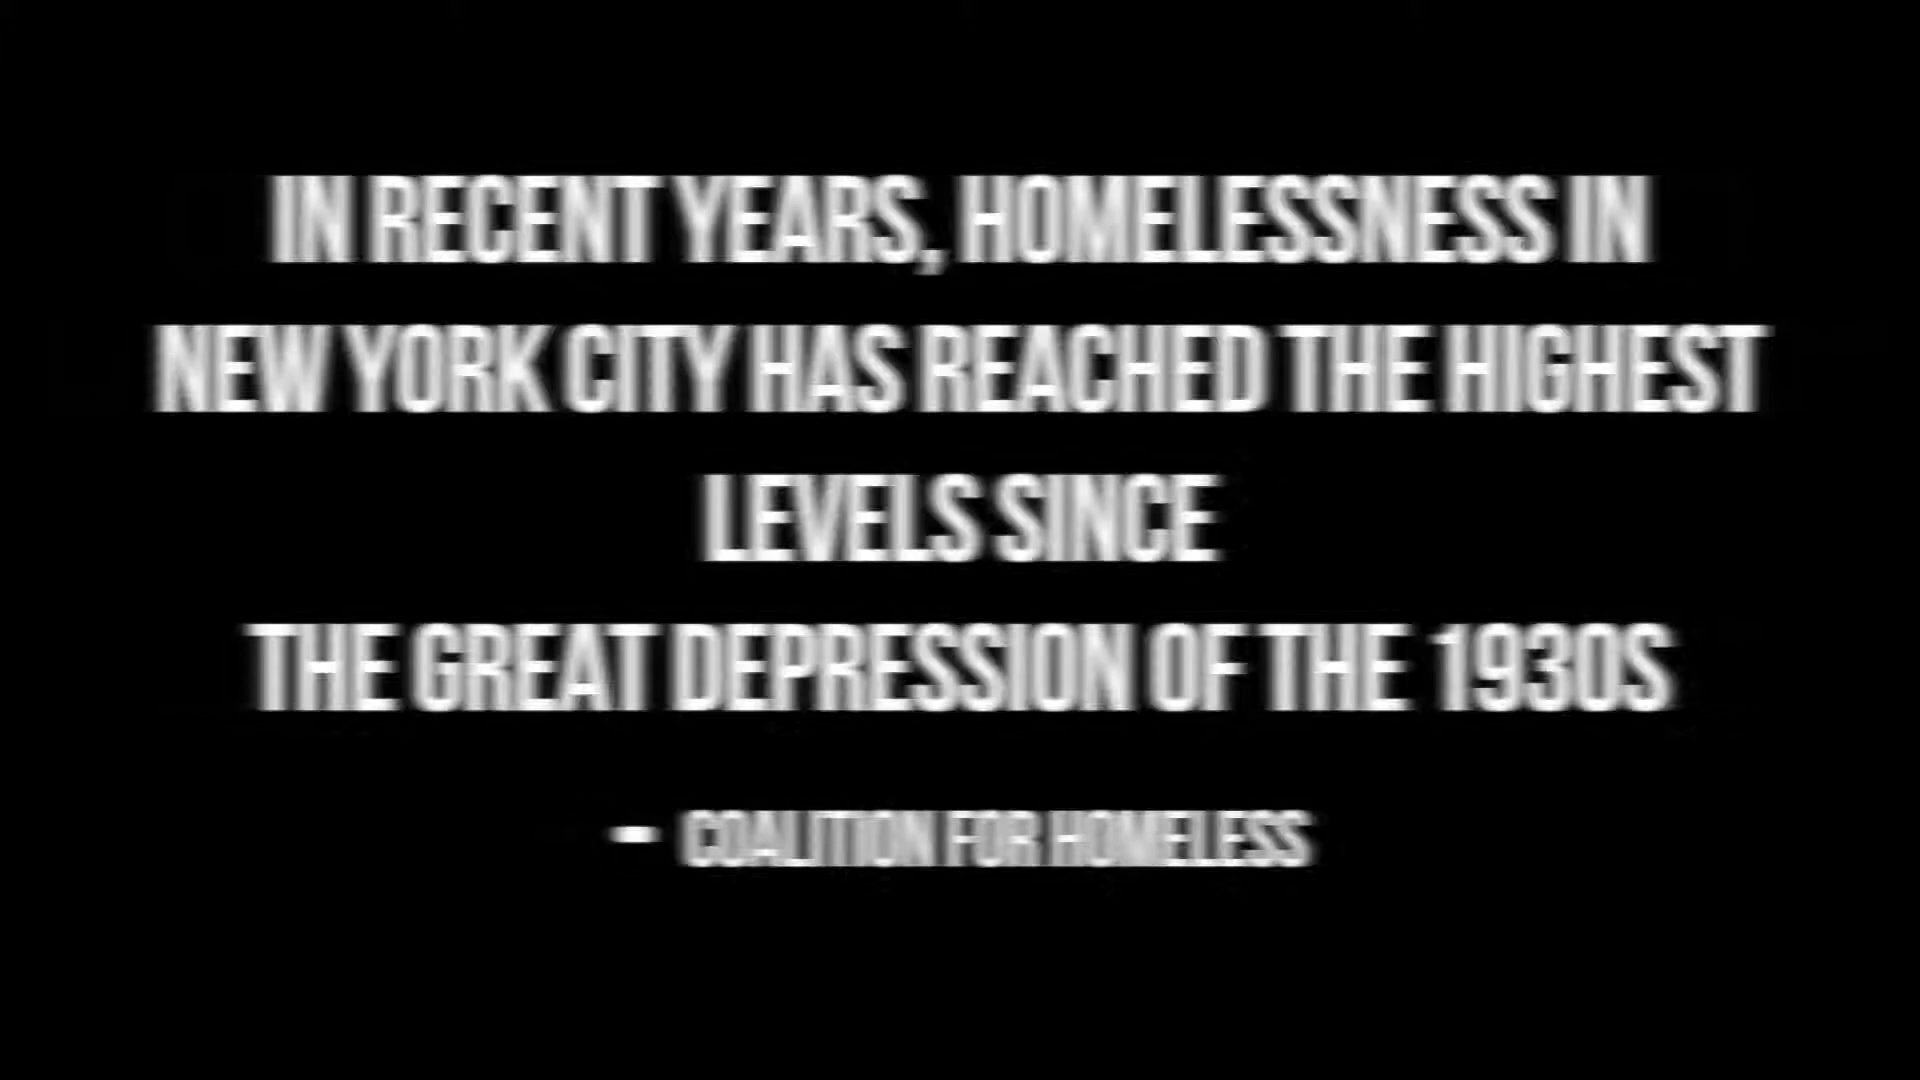 IN RECENT YEARS, HOMELESSNESS IN
NEW YORK CITY HAS REACHED THE HIGHEST
LEVELS SINCE
THE GREAT DEPRESSION OF THE 1930S
- COALITION FOR HOMELESS